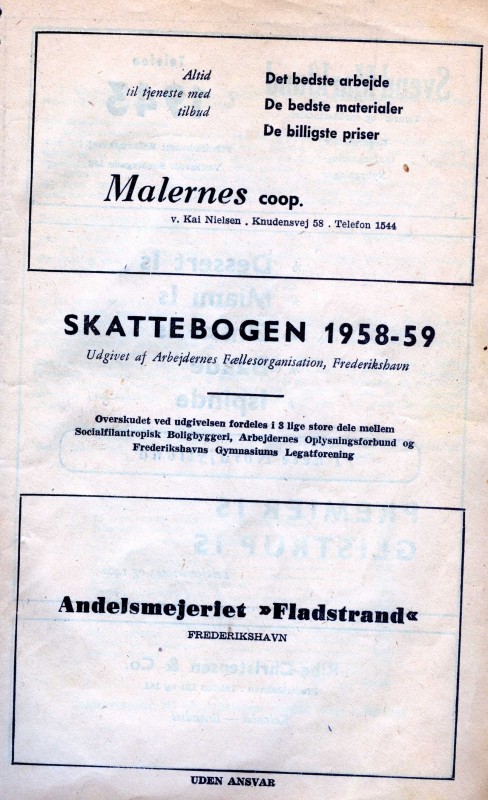 Altid
til tjeneste med
tilbud
Det bedste arbejde
De bedste materialer
De billigste priser
Malernes coop.
v. Kai Nielsen . Knudensvej 58 . Telefon 1544
SKATTEBOGEN 1958-59
Udgivet af Arbejdernes Fællesorganisation, Frederikshavn
Overskudet ved udgivelsen fordeles i 3 lige store dele mellem
Socialfilantropisk Boligbyggeri, Arbejdernes Oplysningsforbund og
Frederikshavns Gymnasiums Legatforening
Andelsmejeriet »Fladstrand«
FREDERIKSHAVN
UDEN ANSVAR